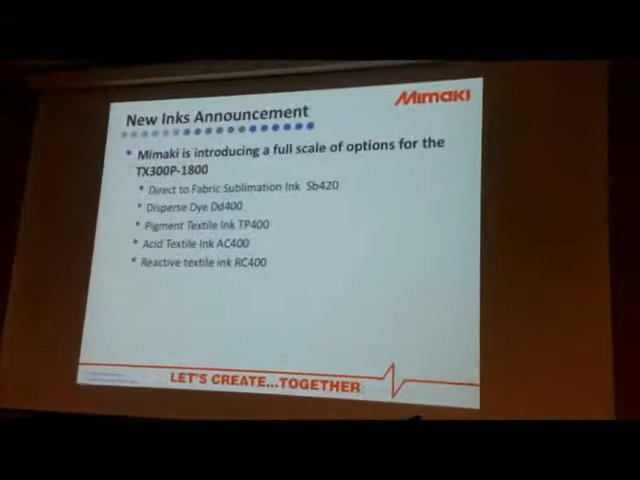 New Inks Announcement
Mimaki
Mimaki is introducing a full scale of options for the
TX300P-1800
Direct to Fabric Sublimation Ink Sb420
Disperse Dye Dd400
Pigment Textile Ink TP400
Acid Textile Ink AC400
Reactive textile ink RC400
LET'S CREATE...TOGETHER